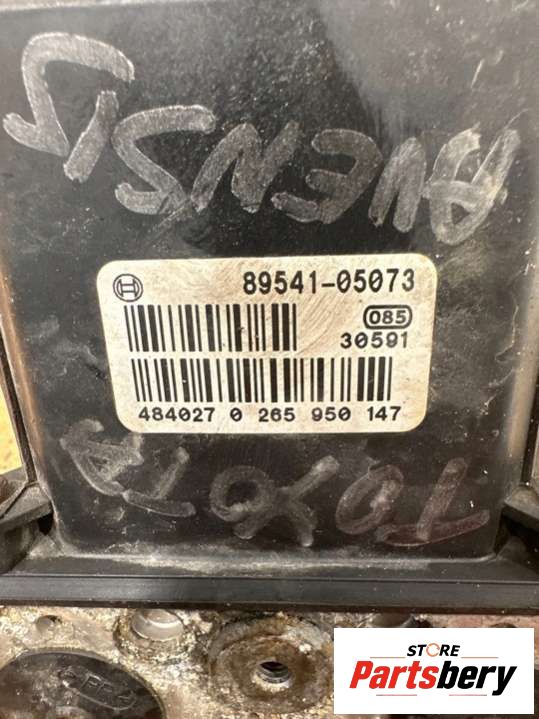 AVENSIS
89541-05073
085
30591
484027 0 265 950 147
TOYOTA
STORE
Partsbery